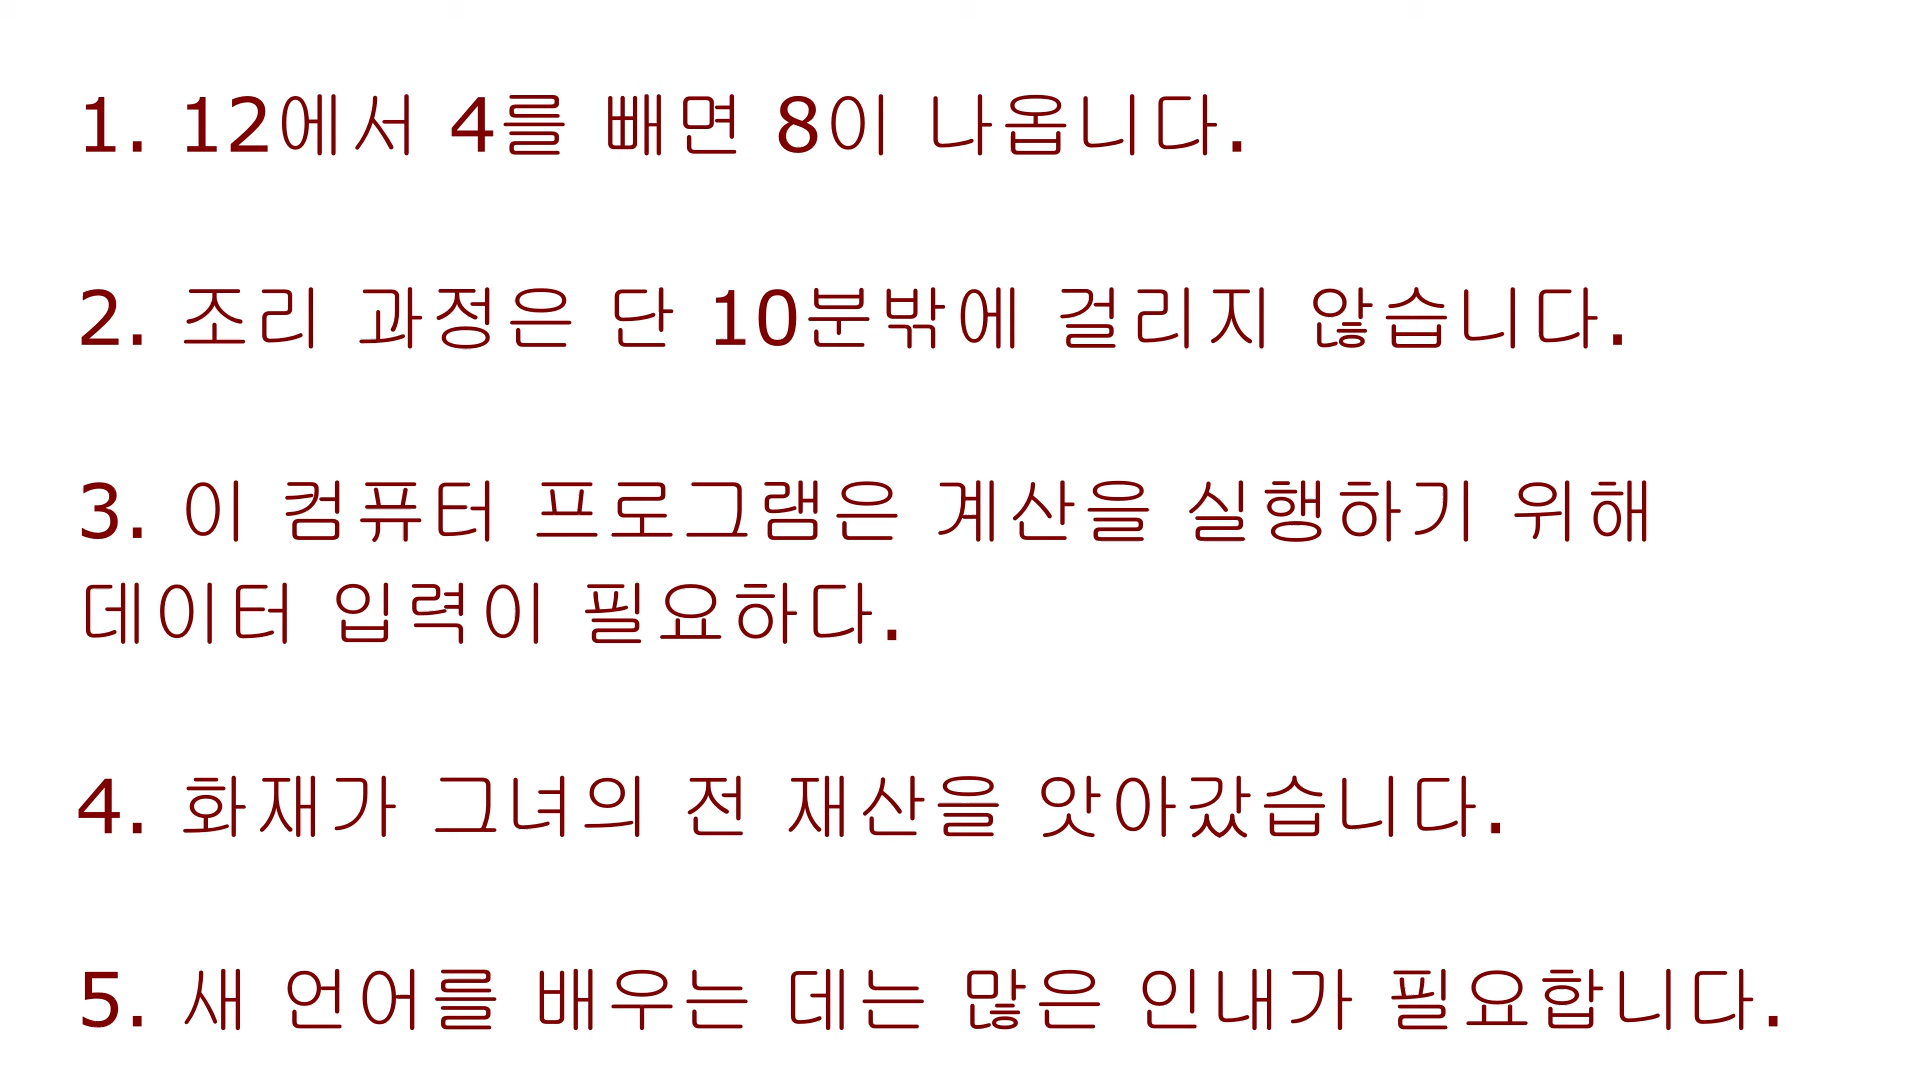 1. 12에서 4를 빼면 8이 나옵니다.
2. 조리 과정은 단 10분밖에 걸리지 않습니다.
3. 이 컴퓨터 프로그램은 계산을 실행하기 위해
데이터 입력이 필요하다.
4. 화재가 그녀의 전 재산을 앗아갔습니다.
5. 새 언어를 배우는 데는 많은 인내가 필요합니다.